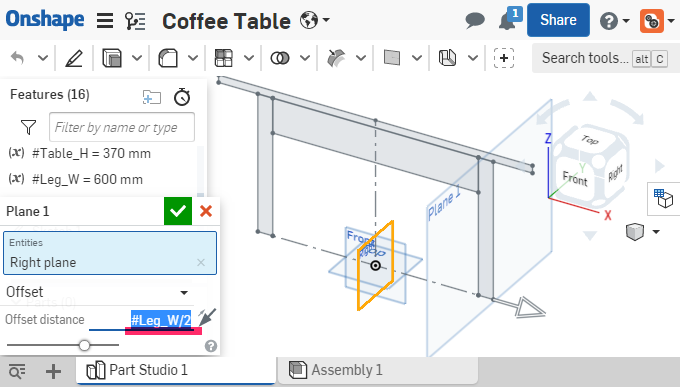 Onshape
Coffee Table
1
Share
Search tools... alt C
Features (16)
Filter by name or type
(x) #Table_H = 370 mm
(x) #Leg_W = 600 mm
Plane 1
Entities
Right plane
Offset
Offset distance #Leg_W/2
Plane 1
Front
Z
Y
X
Top
Front
Right
Part Studio 1
Assembly 1